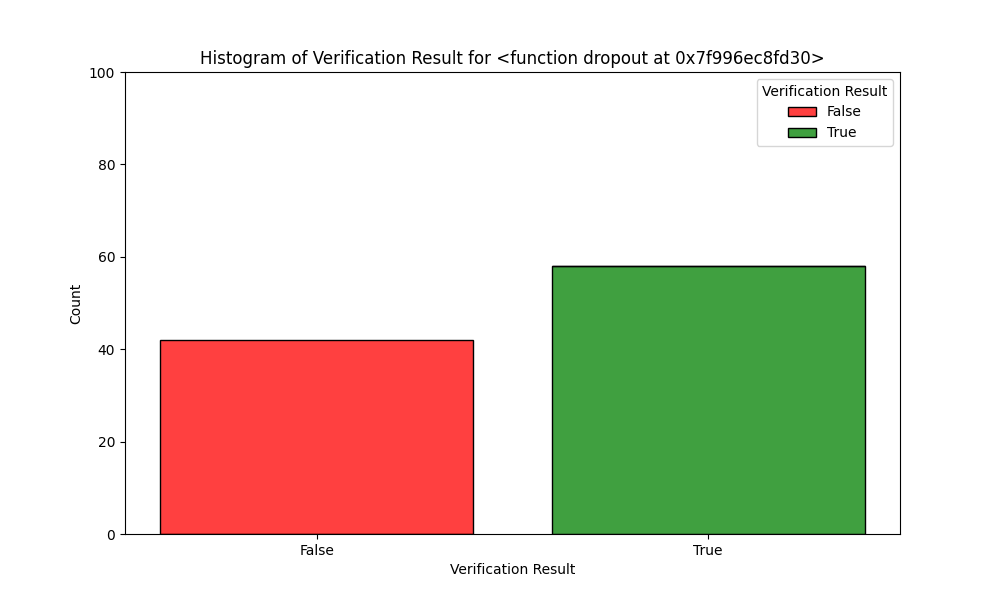 Histogram of Verification Result for <function dropout at 0x7f996ec8fd30>
100
80
60
40
20
0
Count
Verification Result
False
True
False
True
Verification Result